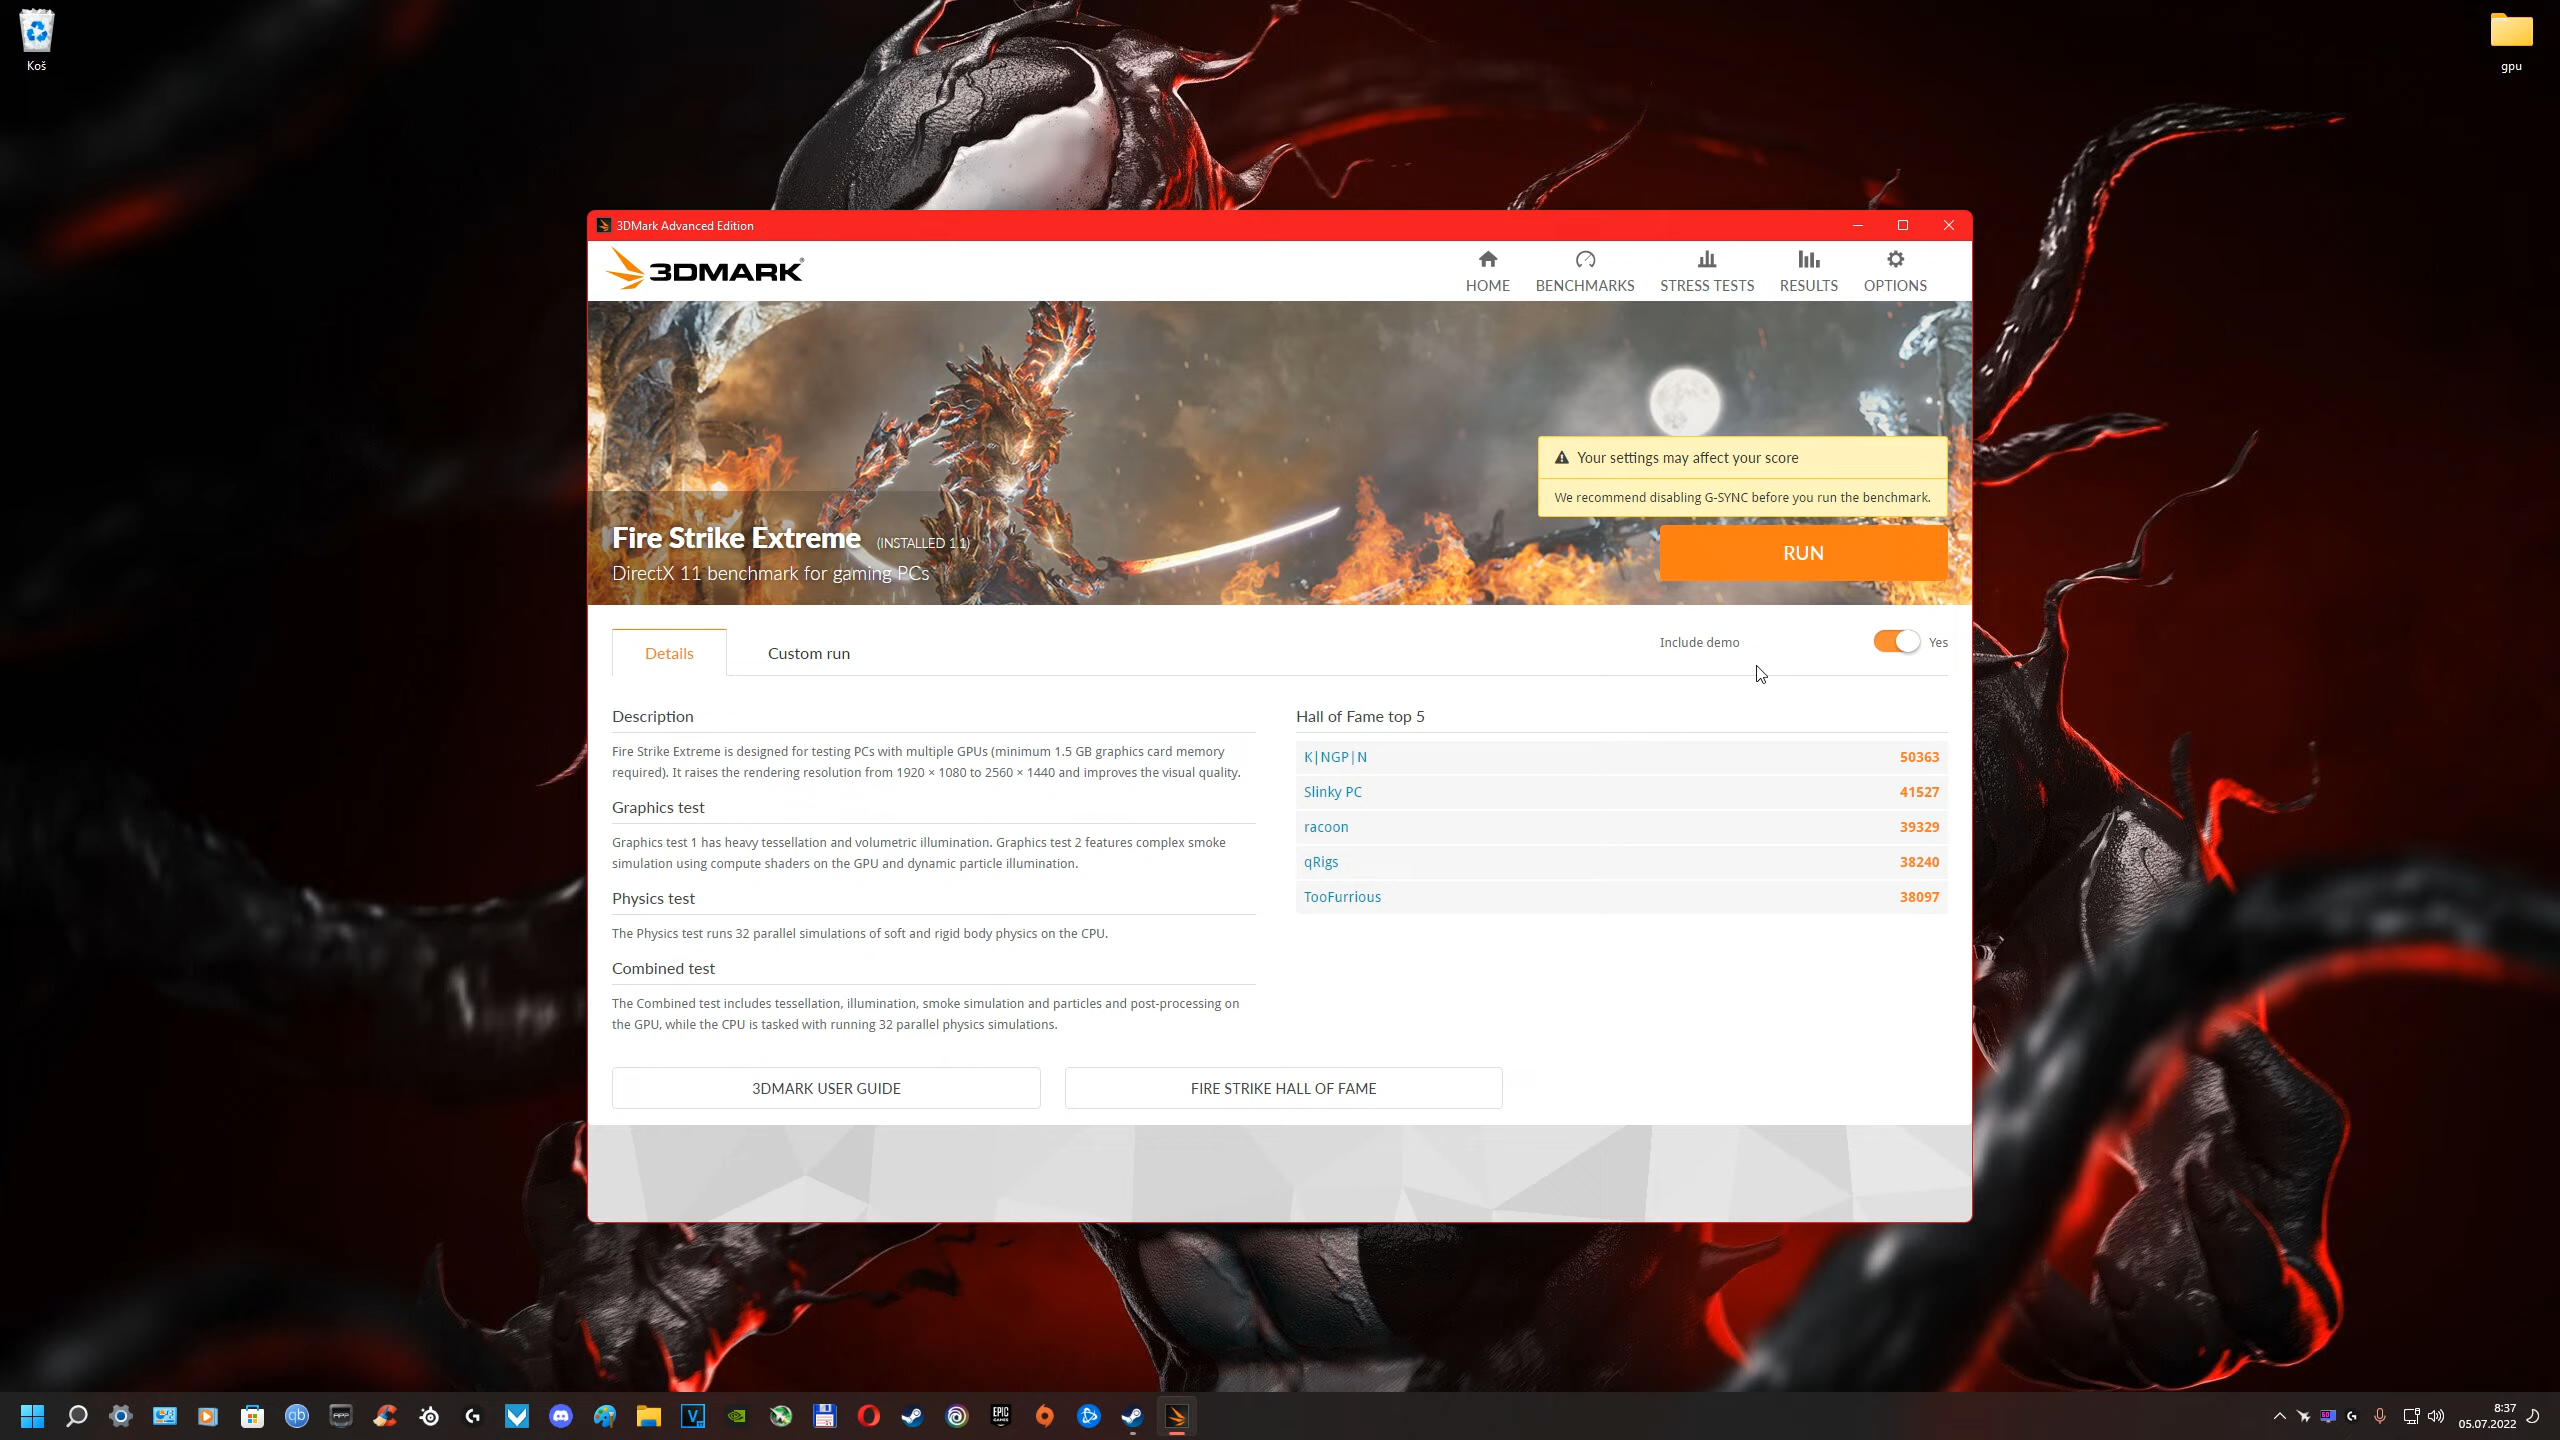 Koš
gpu
3DMark Advanced Edition
3DMARK®
HOME
BENCHMARKS
STRESS TESTS
RESULTS
OPTIONS
Your settings may affect your score
We recommend disabling G-SYNC before you run the benchmark.
Fire Strike Extreme (INSTALLED 1.1)
DirectX 11 benchmark for gaming PCs
RUN
Details
Custom run
Include demo
Yes
Description
Fire Strike Extreme is designed for testing PCs with multiple GPUs (minimum 1.5 GB graphics card memory
required). It raises the rendering resolution from 1920 × 1080 to 2560 × 1440 and improves the visual quality.
Graphics test
Graphics test 1 has heavy tessellation and volumetric illumination. Graphics test 2 features complex smoke
simulation using compute shaders on the GPU and dynamic particle illumination.
Physics test
The Physics test runs 32 parallel simulations of soft and rigid body physics on the CPU.
Combined test
The Combined test includes tessellation, illumination, smoke simulation and particles and post-processing on
the GPU, while the CPU is tasked with running 32 parallel physics simulations.
Hall of Fame top 5
K|NGP|N 50363
Slinky PC 41527
racoon 39329
qRigs 38240
TooFurrious 38097
3DMARK USER GUIDE
FIRE STRIKE HALL OF FAME
qb
APP
V
EPIC
GAMES
8:37
05.07.2022